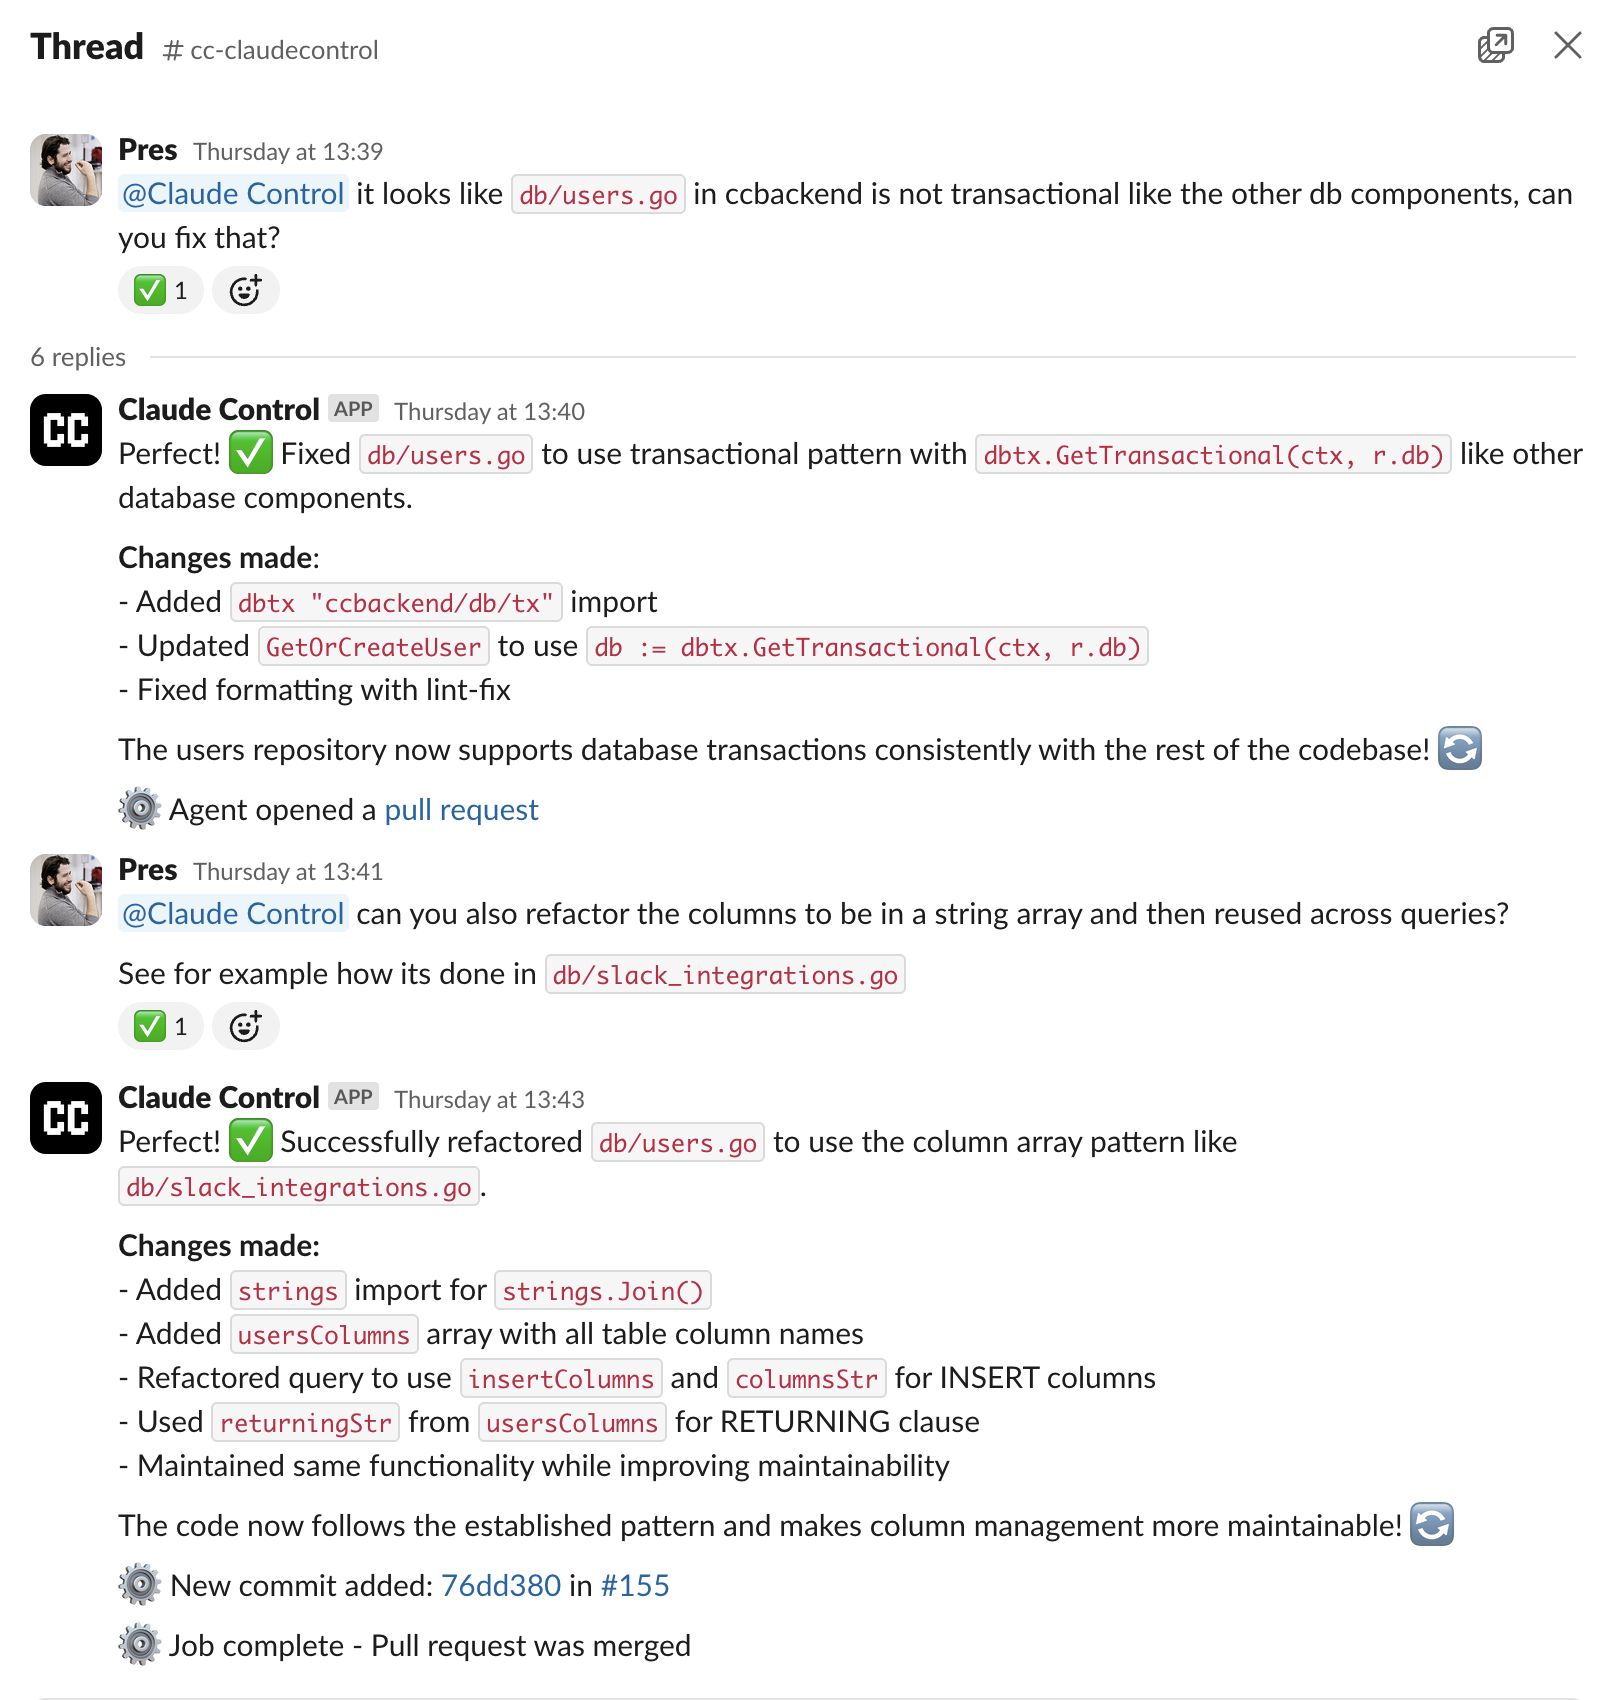 Thread # cc-claudecontrol
Pres Thursday at 13:39
@Claude Control it looks like db/users.go in ccbackend is not transactional like the other db components, can
you fix that?
✅ 1
6 replies
CC
Claude Control APP Thursday at 13:40
Perfect! ✅ Fixed db/users.go to use transactional pattern with dbtx.GetTransactional(ctx, r.db) like other
database components.
Changes made:
- Added dbtx "ccbackend/db/tx" import
- Updated GetOrCreateUser to use db := dbtx.GetTransactional(ctx, r.db)
- Fixed formatting with lint-fix
The users repository now supports database transactions consistently with the rest of the codebase! 🔄
⚙️ Agent opened a pull request
Pres Thursday at 13:41
@Claude Control can you also refactor the columns to be in a string array and then reused across queries?
See for example how its done in db/slack_integrations.go
✅ 1
CC
Claude Control APP Thursday at 13:43
Perfect! ✅ Successfully refactored db/users.go to use the column array pattern like
db/slack_integrations.go.
Changes made:
- Added strings import for strings.Join()
- Added usersColumns array with all table column names
- Refactored query to use insertColumns and columnsStr for INSERT columns
- Used returningStr from usersColumns for RETURNING clause
- Maintained same functionality while improving maintainability
The code now follows the established pattern and makes column management more maintainable! 🔄
⚙️ New commit added: 76dd380 in #155
⚙️ Job complete - Pull request was merged